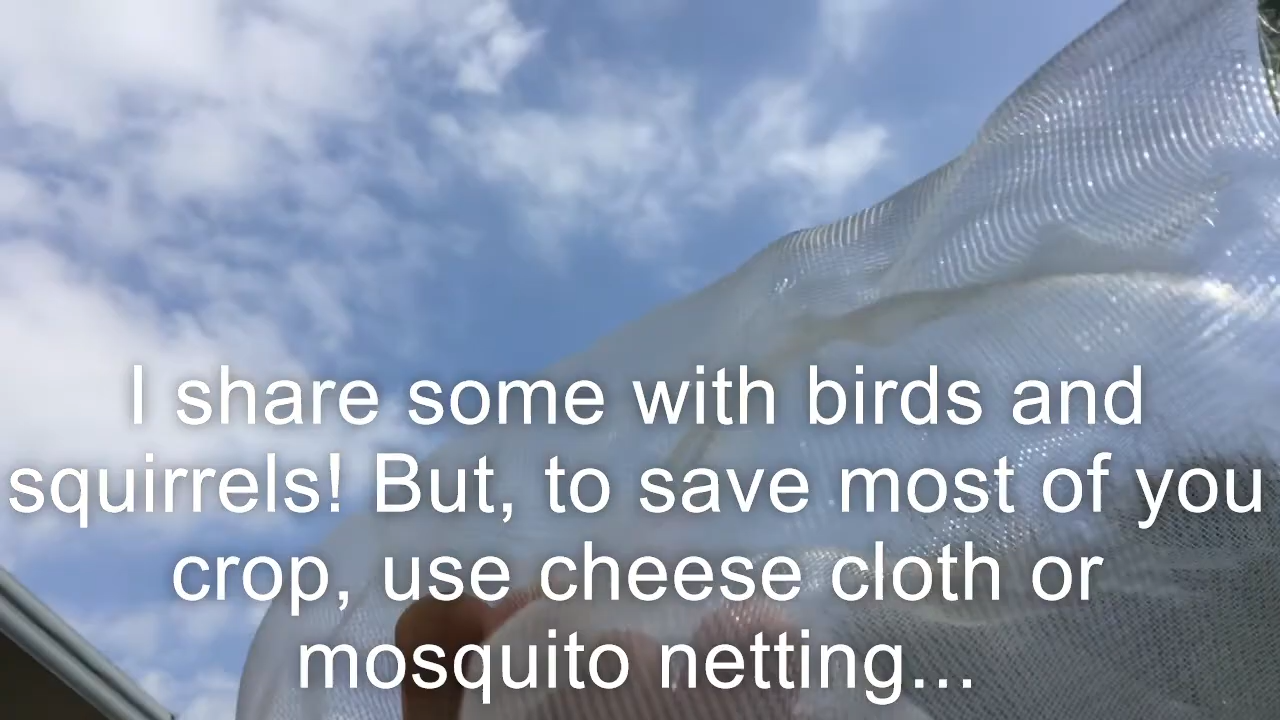 I share some with birds and
squirrels! But, to save most of you
crop, use cheese cloth or
mosquito netting...